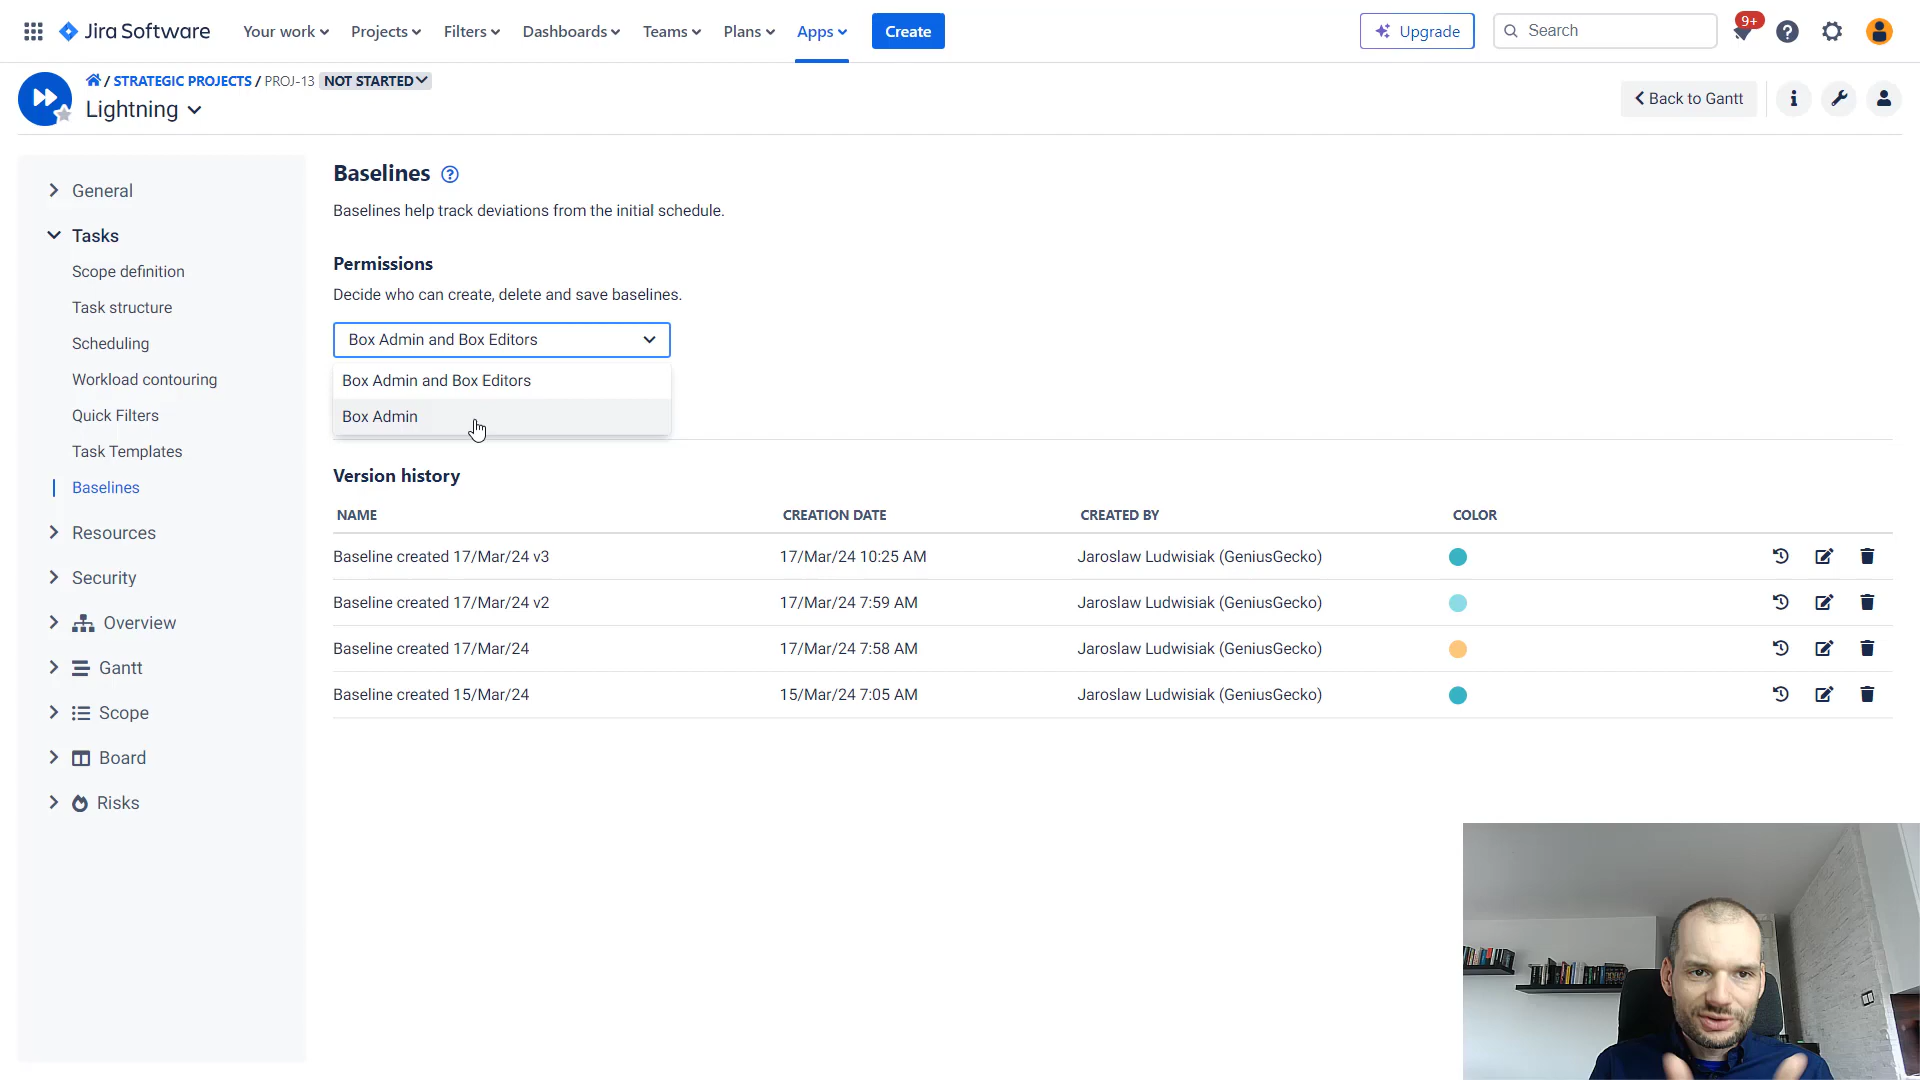 Jira Software Your work Projects Filters Dashboards Teams Plans Apps Create Upgrade Search 9+
/ STRATEGIC PROJECTS / PROJ-13 NOT STARTED
Lightning
Back to Gantt
General
Tasks
Scope definition
Task structure
Scheduling
Workload contouring
Quick Filters
Task Templates
Baselines
Resources
Security
Overview
Gantt
Scope
Board
Risks
Baselines
Baselines help track deviations from the initial schedule.
Permissions
Decide who can create, delete and save baselines.
Box Admin and Box Editors
Box Admin and Box Editors
Box Admin
Version history
NAME CREATION DATE CREATED BY COLOR
Baseline created 17/Mar/24 v3 17/Mar/24 10:25 AM Jaroslaw Ludwisiak (GeniusGecko)
Baseline created 17/Mar/24 v2 17/Mar/24 7:59 AM Jaroslaw Ludwisiak (GeniusGecko)
Baseline created 17/Mar/24 17/Mar/24 7:58 AM Jaroslaw Ludwisiak (GeniusGecko)
Baseline created 15/Mar/24 15/Mar/24 7:05 AM Jaroslaw Ludwisiak (GeniusGecko)